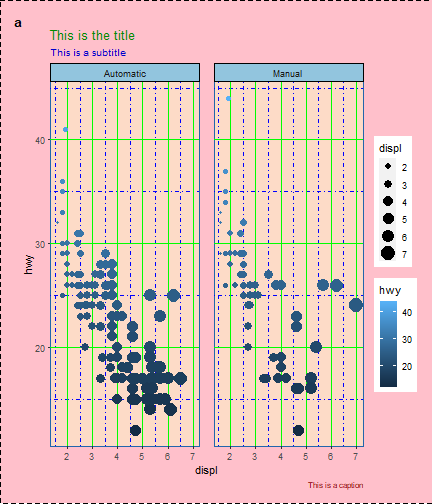 a
This is the title
This is a subtitle
Automatic
Manual
hwy
40
30
20
2 3 4 5 6 7
2 3 4 5 6 7
displ
displ
2
3
4
5
6
7
hwy
40
30
20
This is a caption